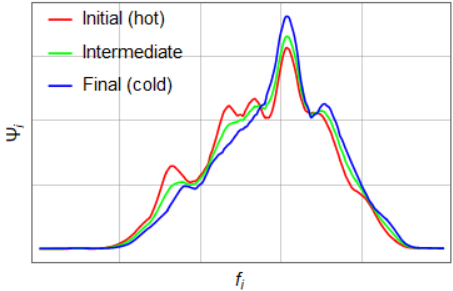 Initial (hot)
Intermediate
Final (cold)
Ψi
fi